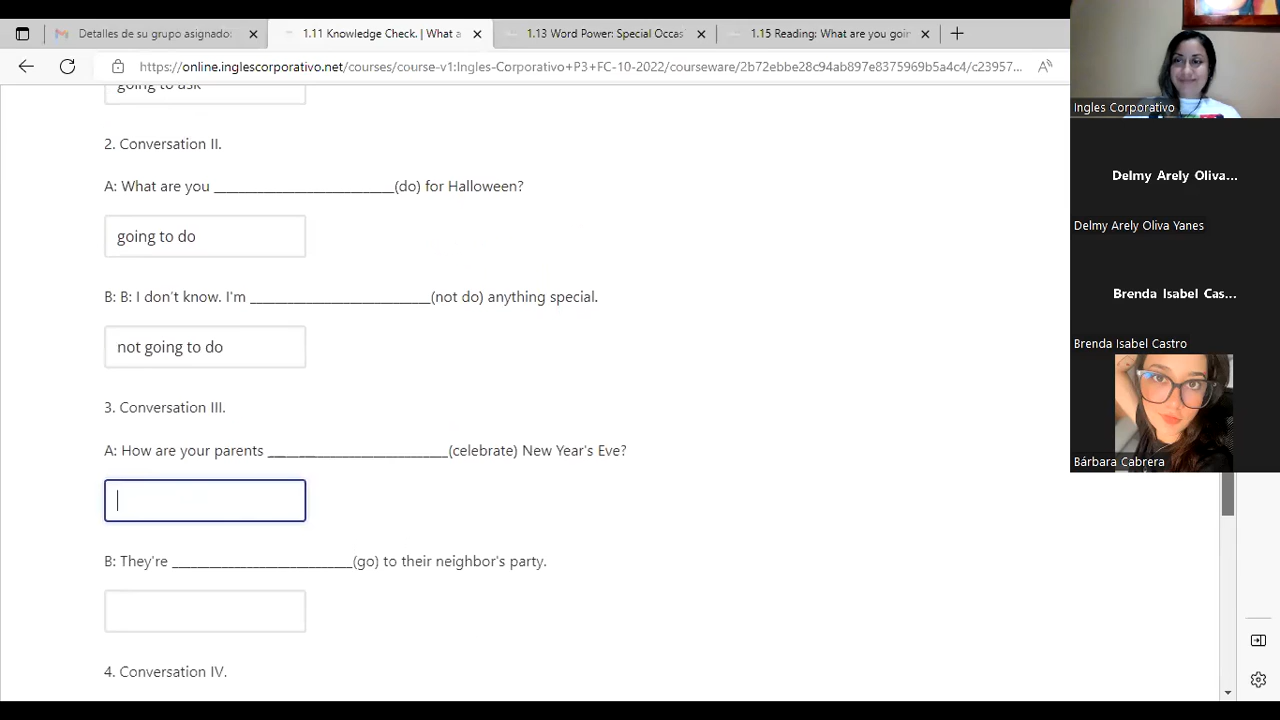 Detalles de su grupo asignado:
1.11 Knowledge Check. | What a
1.13 Word Power: Special Occas
1.15 Reading: What are you goin
https://online.inglescorporativo.net/courses/course-v1:Ingles-Corporativo+P3+FC-10-2022/courseware/2b72ebbe28c94ab897e8375969b5a4c4/c23957...
going to ask
2. Conversation II.
A: What are you ____________________________(do) for Halloween?
going to do
B: B: I don't know. I'm ____________________________(not do) anything special.
not going to do
3. Conversation III.
A: How are your parents ____________________________(celebrate) New Year's Eve?
B: They're ____________________________(go) to their neighbor's party.
4. Conversation IV.
Ingles Corporativo
Delmy Arely Oliva...
Delmy Arely Oliva Yanes
Brenda Isabel Cas...
Brenda Isabel Castro
Bárbara Cabrera